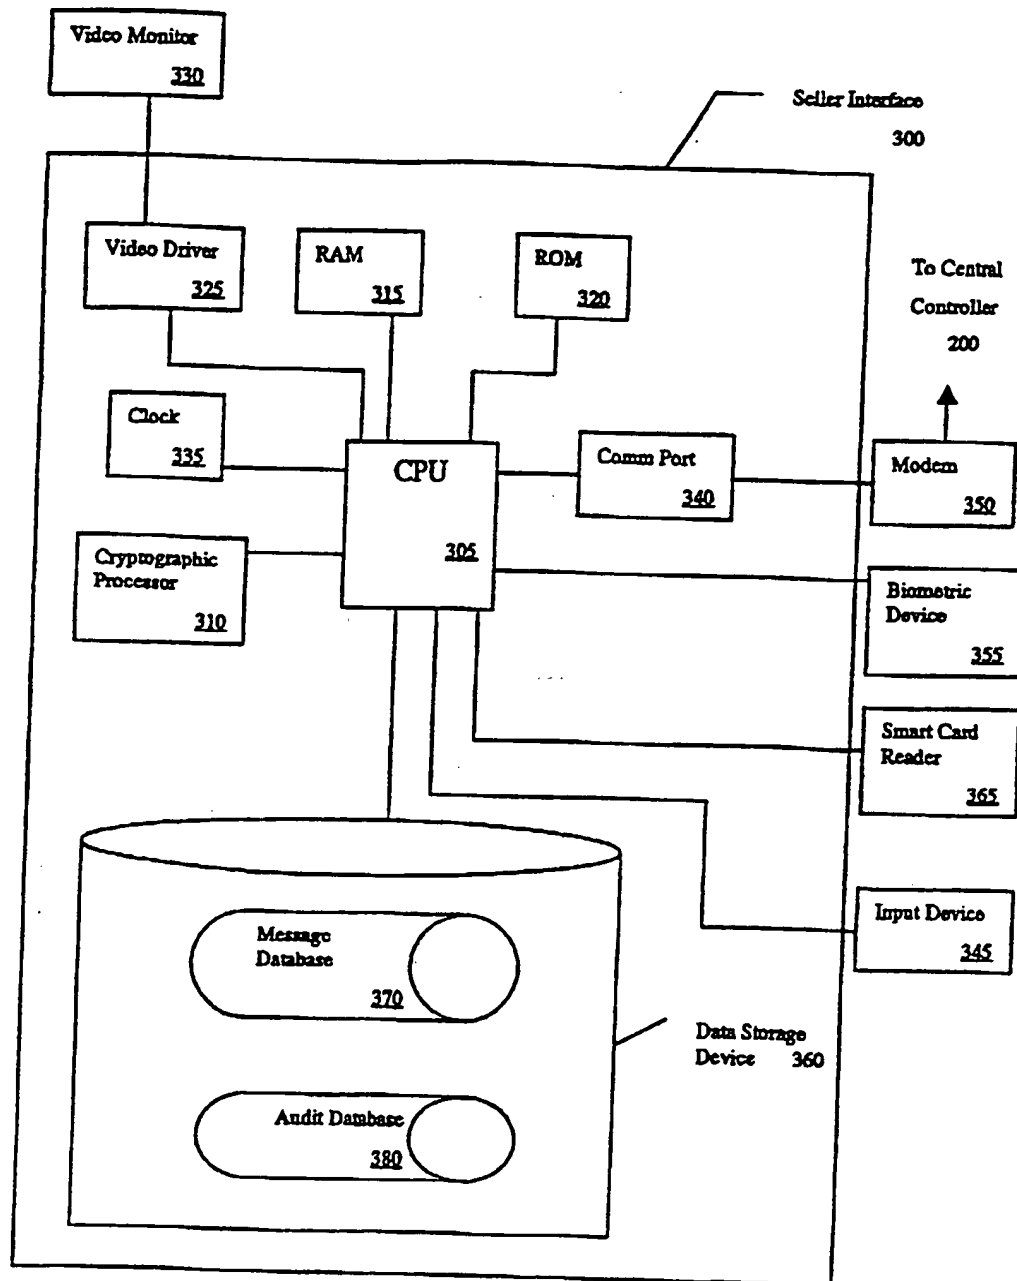 Video Monitor
330
Seller Interface
300
Video Driver
325
RAM
315
ROM
320
To Central
Controller
200
Clock
335
CPU
305
Comm Port
340
Modem
350
Cryptographic
Processor
310
Biometric
Device
355
Smart Card
Reader
365
Input Device
345
Message
Database
370
Data Storage
Device 360
Audit Database
380